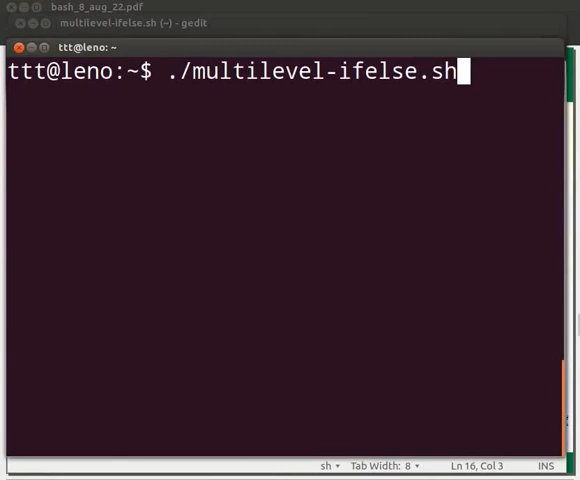 bash_8_aug_22.pdf
multilevel-ifelse.sh (~) - gedit
ttt@leno: ~
ttt@leno:~$ ./multilevel-ifelse.sh
sh Tab Width: 8 Ln 16, Col 3 INS